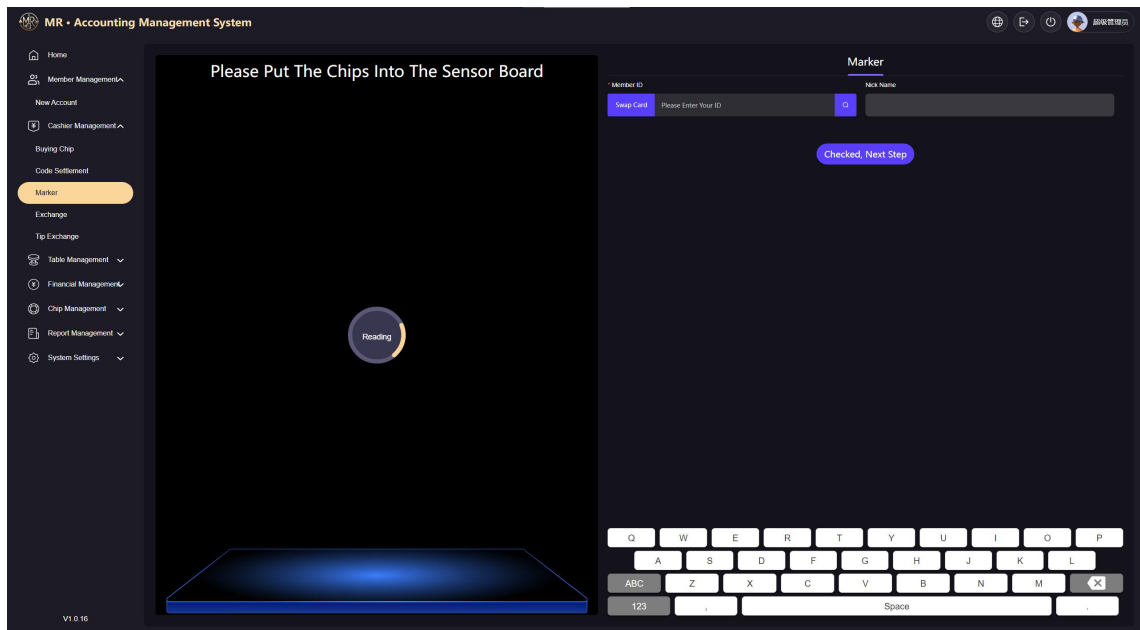 MR • Accounting Management System
超级管理员
Home
Member Management
New Account
¥ Cashier Management
Buying Chip
Code Settlement
Marker
Exchange
Tip Exchange
Table Management
¥ Financial Management
Chip Management
Report Management
System Settings
V1.0.16
Please Put The Chips Into The Sensor Board
Reading
Marker
* Member ID
Nick Name
Swap Card Please Enter Your ID
Checked, Next Step
Q W E R T Y U I O P
A S D F G H J K L
ABC Z X C V B N M
123 , Space .